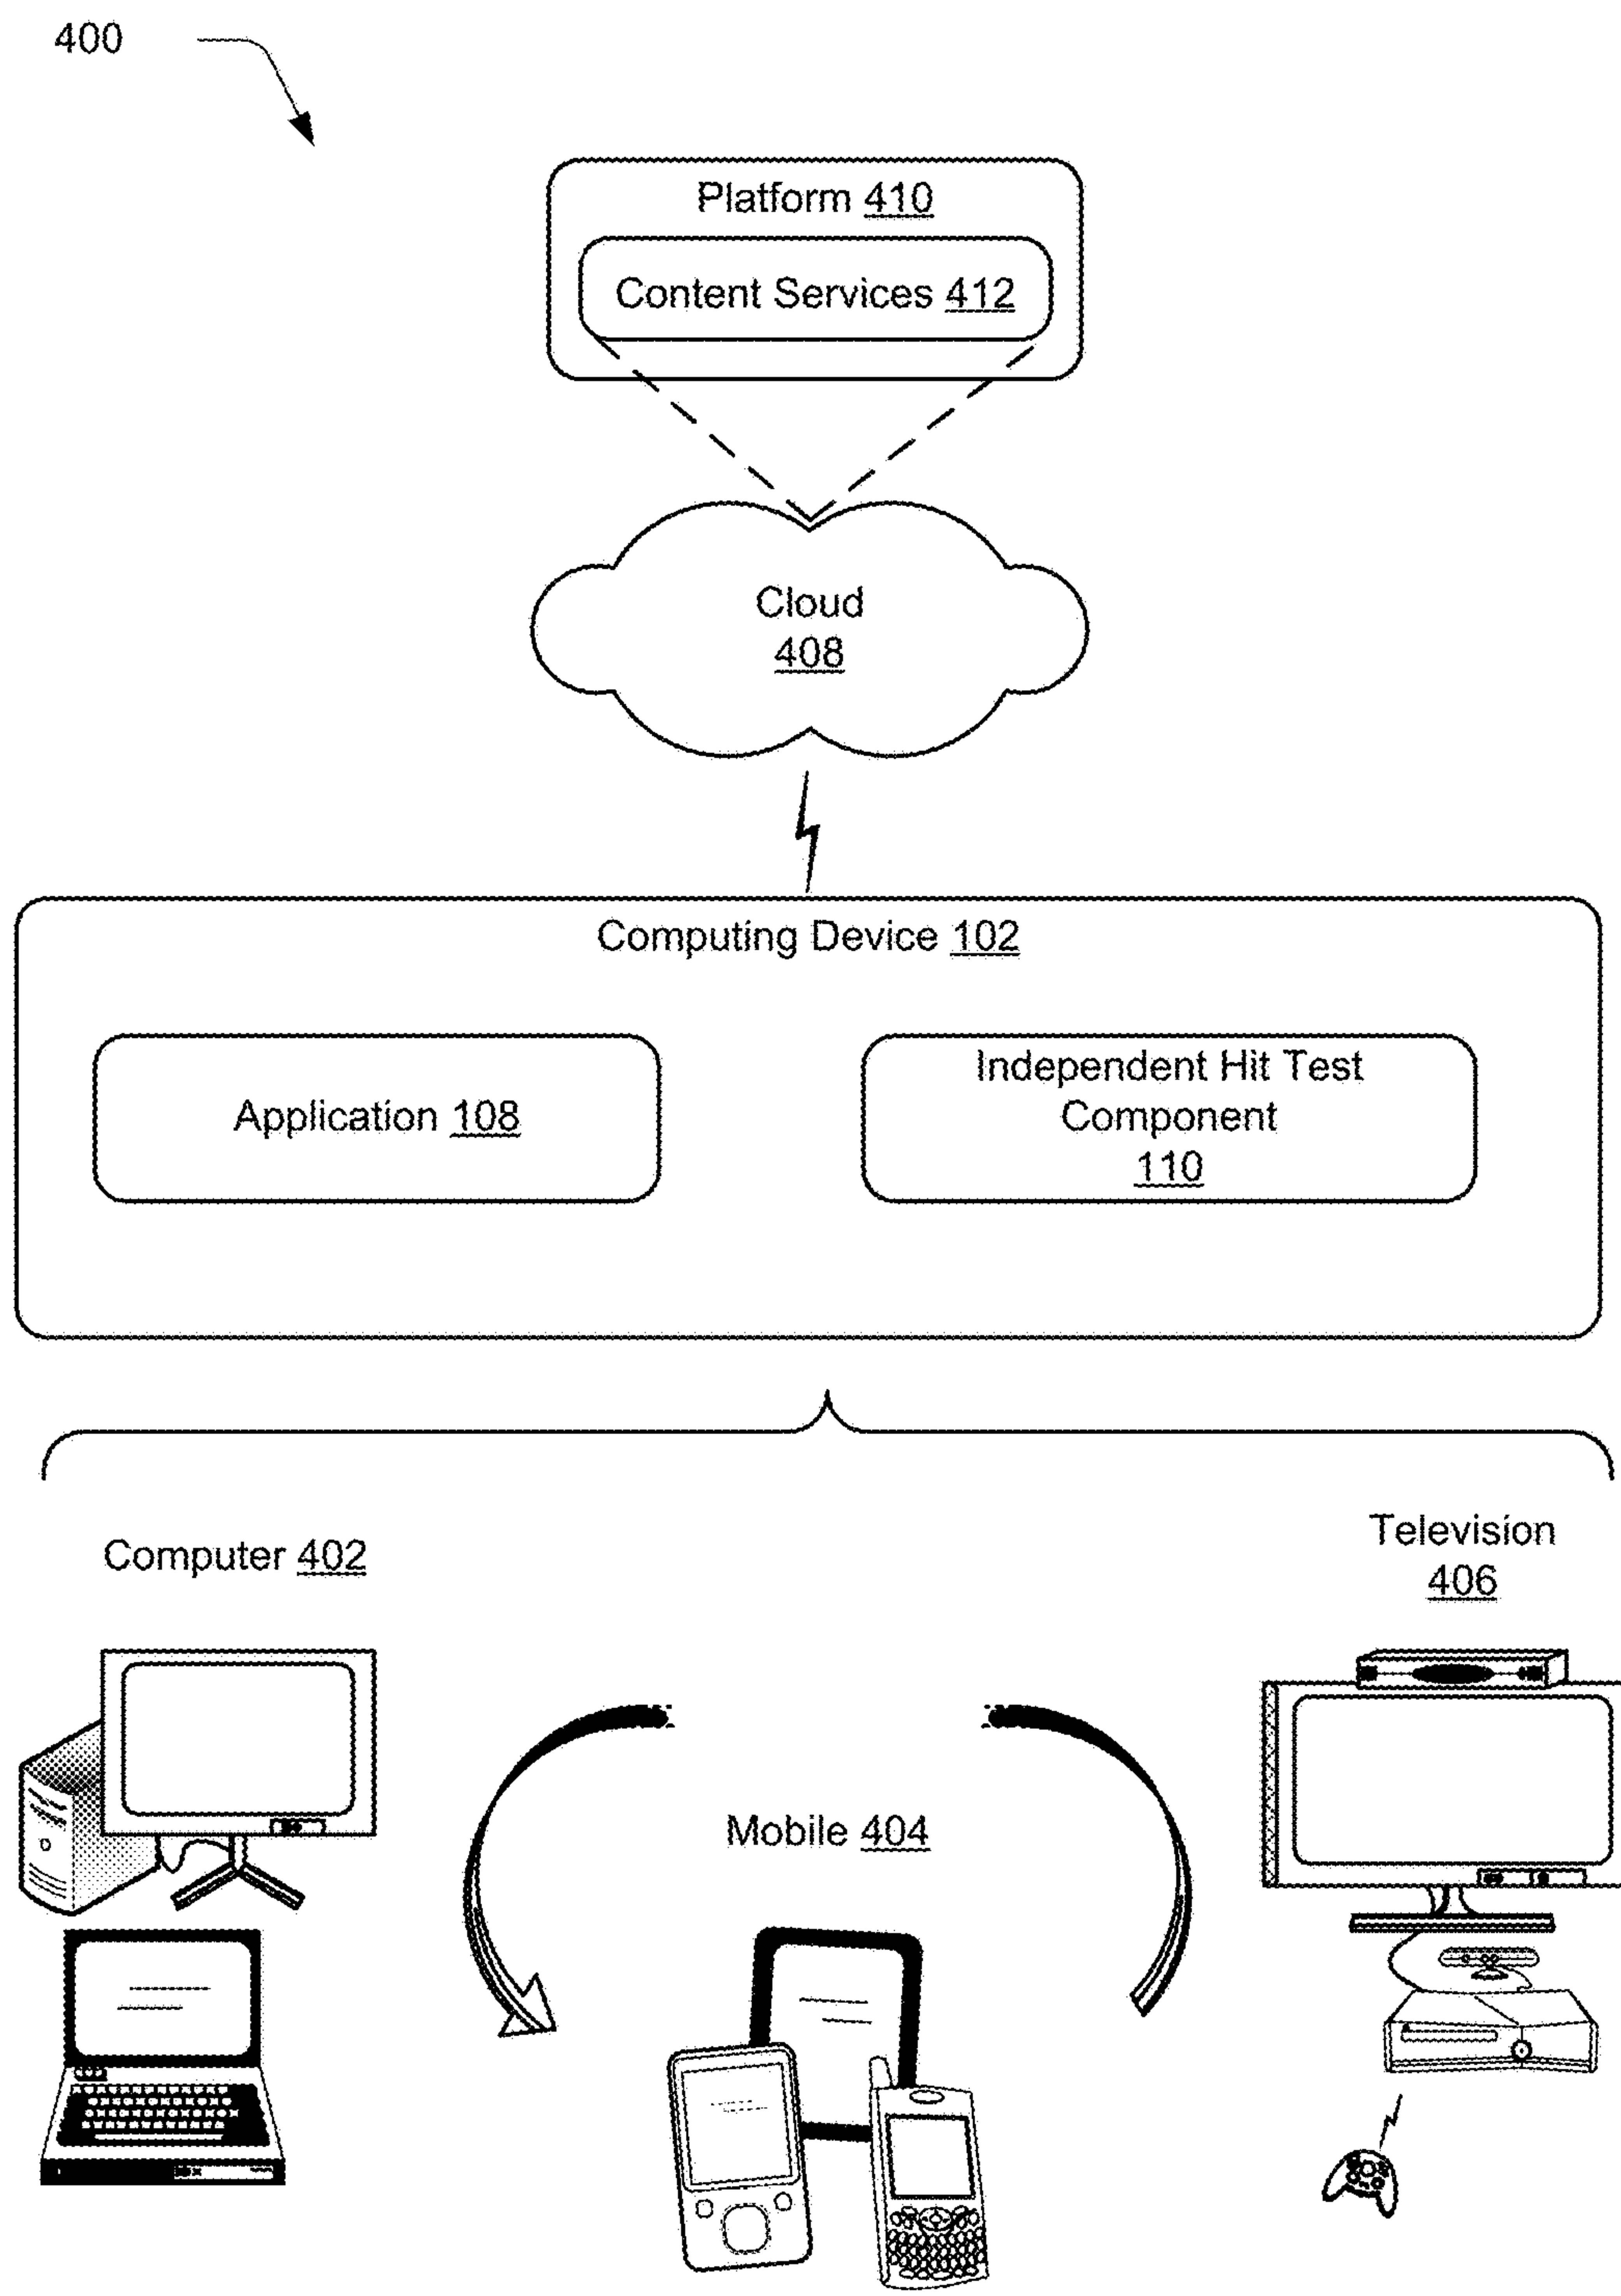 400
Platform 410
Content Services 412
Cloud
408
Computing Device 102
Application 108
Independent Hit Test
Component
110
Computer 402
Television
406
Mobile 404